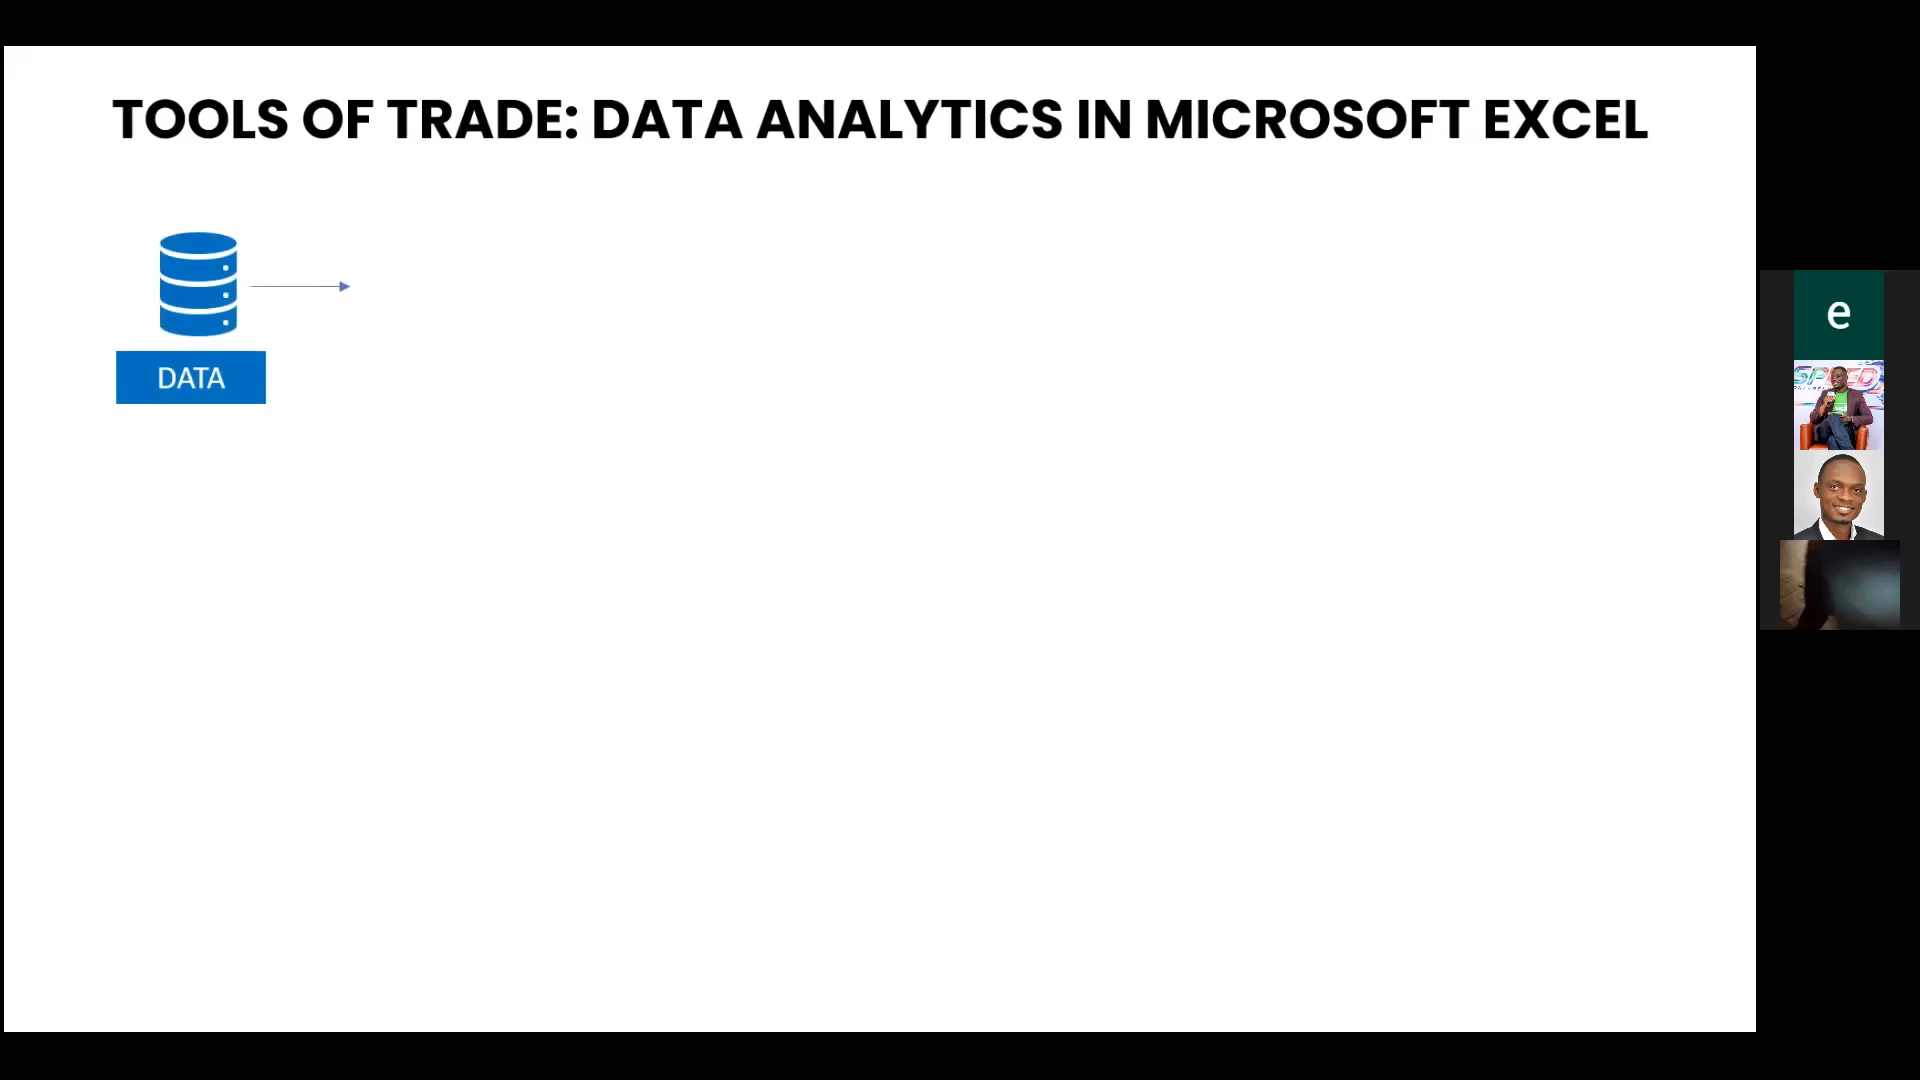 TOOLS OF TRADE: DATA ANALYTICS IN MICROSOFT EXCEL
DATA
e